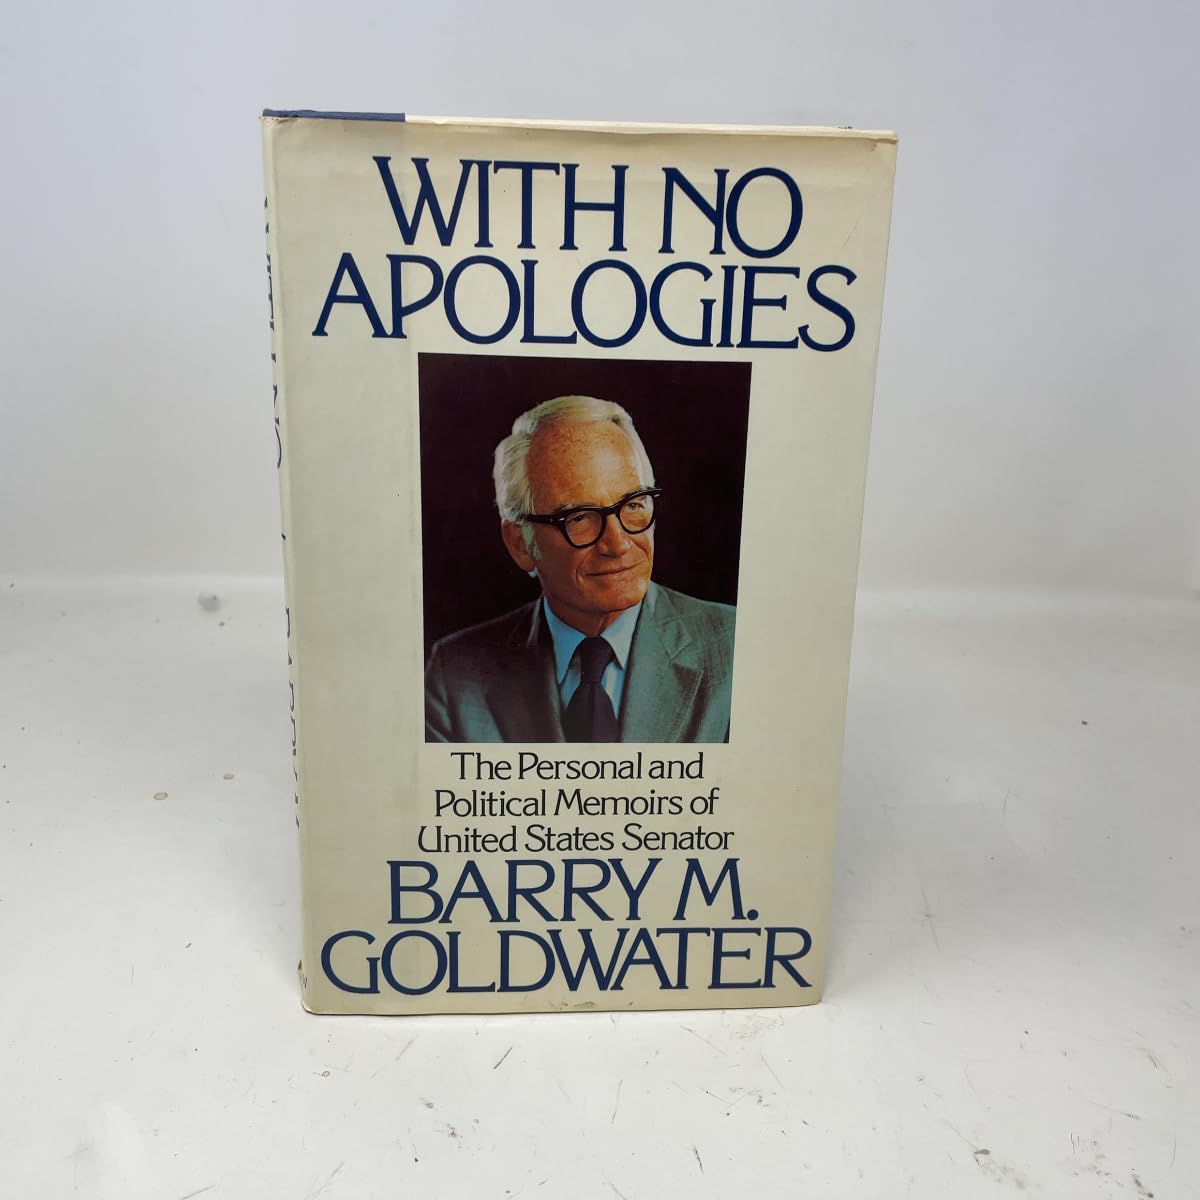 WITH NO
APOLOGIES
The Personal and
Political Memoirs of
United States Senator
BARRY M.
GOLDWATER